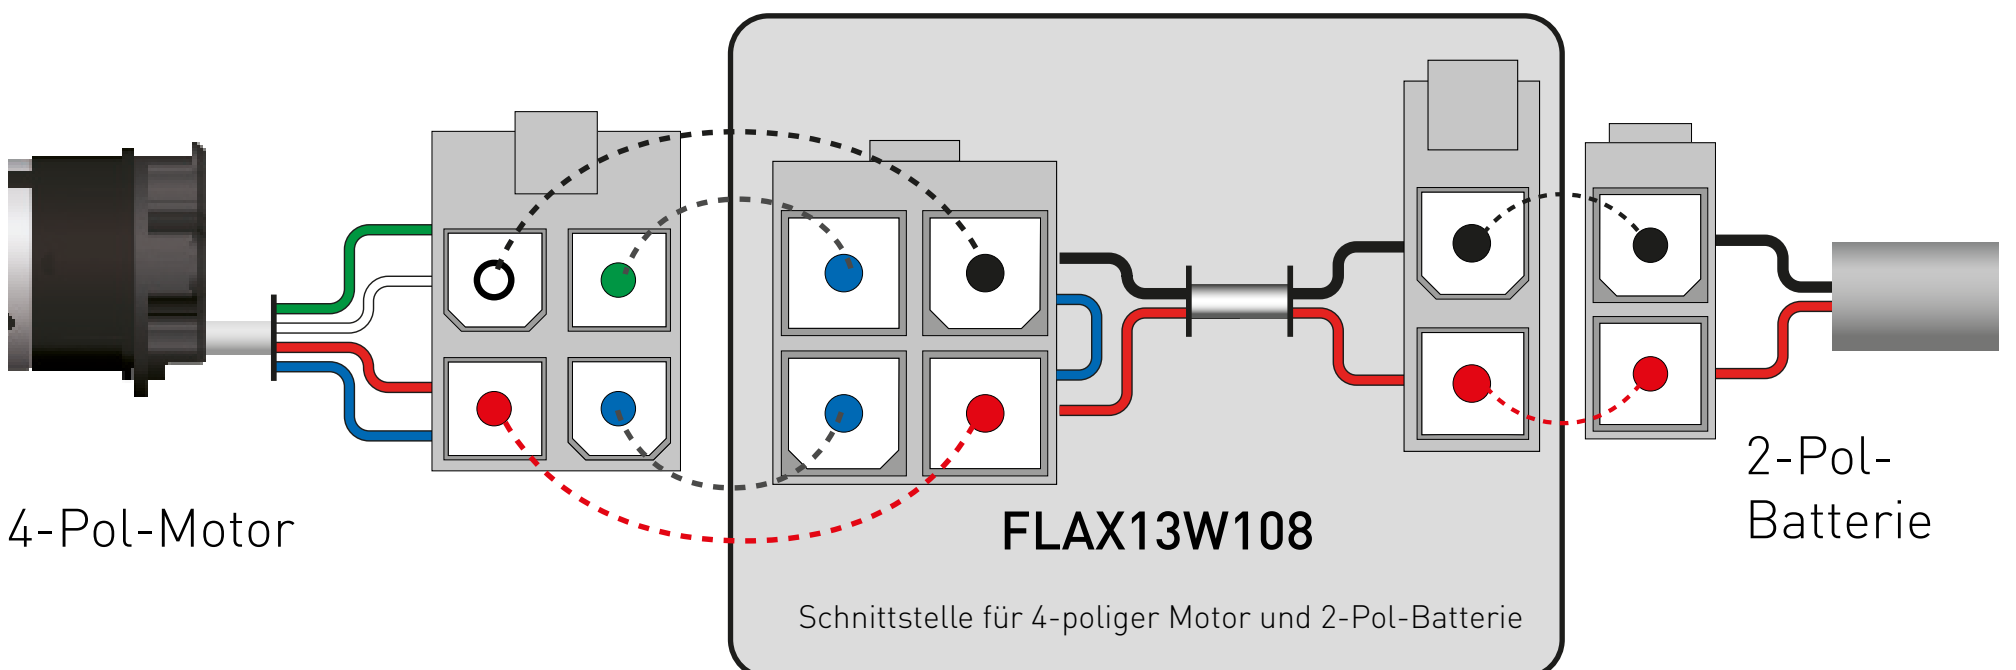 4-Pol-Motor
2-Pol-
Batterie
FLAX13W108
Schnittstelle für 4-poliger Motor und 2-Pol-Batterie